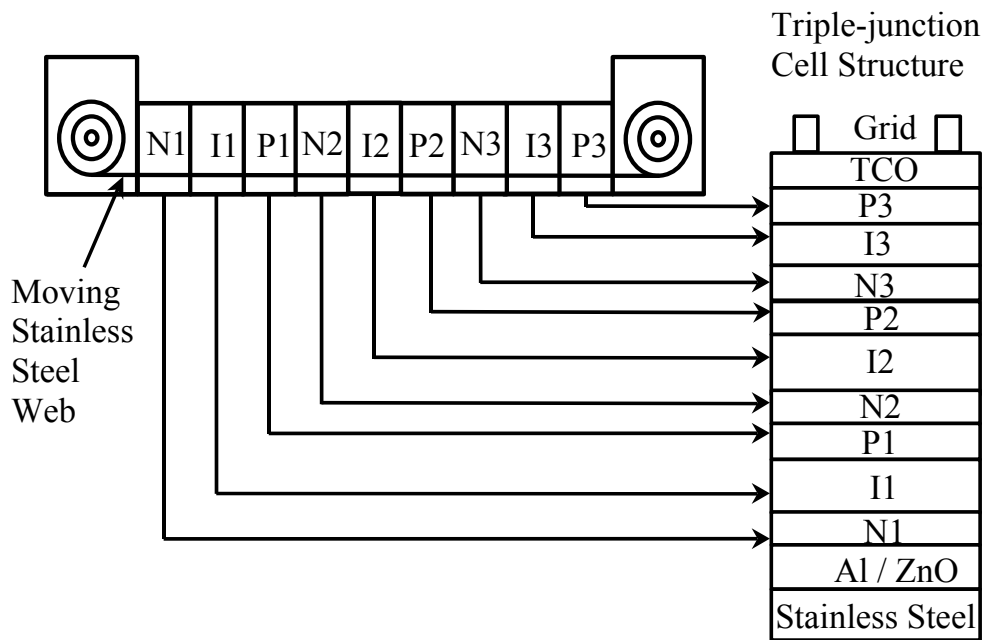 Triple-junction
Cell Structure
N1 I1 P1 N2 I2 P2 N3 I3 P3
Grid
TCO
P3
I3
N3
P2
I2
N2
P1
I1
N1
Al / ZnO
Stainless Steel
Moving
Stainless
Steel
Web